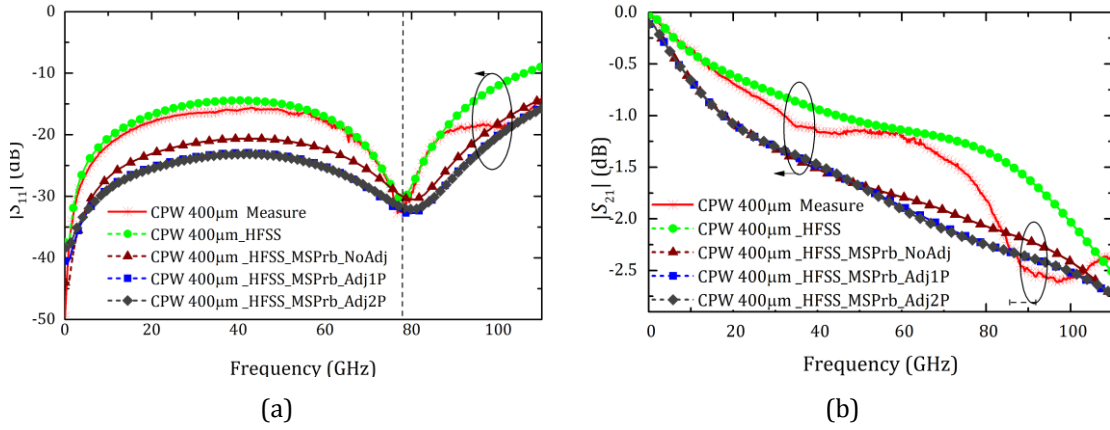 0
-10
-20
-30
-40
-50
|S11| (dB)
CPW 400μm Measure
CPW 400μm_HFSS
CPW 400μm _HFSS_MSPrb_NoAdj
CPW 400μm _HFSS_MSPrb_Adj1P
CPW 400μm _HFSS_MSPrb_Adj2P
0 20 40 60 80 100
Frequency (GHz)
(a)
0.0
-0.5
-1.0
-1.5
-2.0
-2.5
|S21| (dB)
CPW 400μm Measure
CPW 400μm _HFSS
CPW 400μm _HFSS_MSPrb_NoAdj
CPW 400μm _HFSS_MSPrb_Adj1P
CPW 400μm _HFSS_MSPrb_Adj2P
0 20 40 60 80 100
Frequency (GHz)
(b)